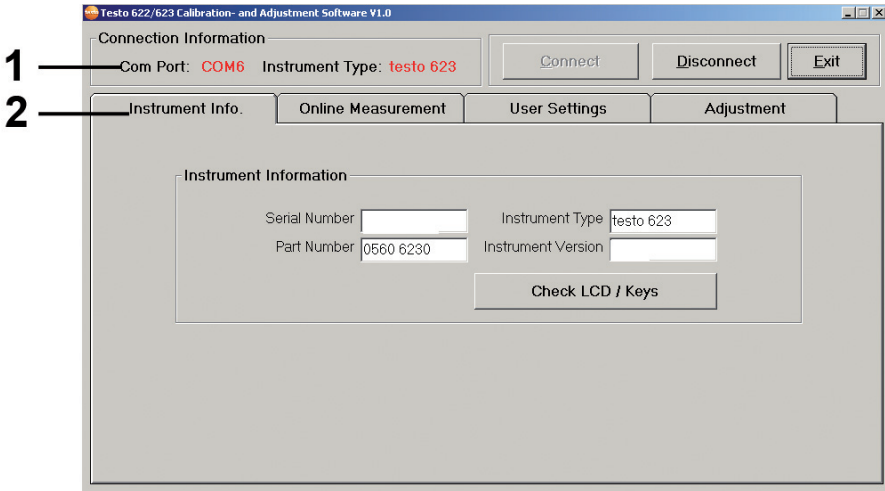 testo Testo 622/623 Calibration- and Adjustment Software V1.0
Connection Information
1 Com Port: COM6 Instrument Type: testo 623 Connect Disconnect Exit
2 Instrument Info. Online Measurement User Settings Adjustment
Instrument Information
Serial Number Instrument Type testo 623
Part Number 0560 6230 Instrument Version
Check LCD / Keys